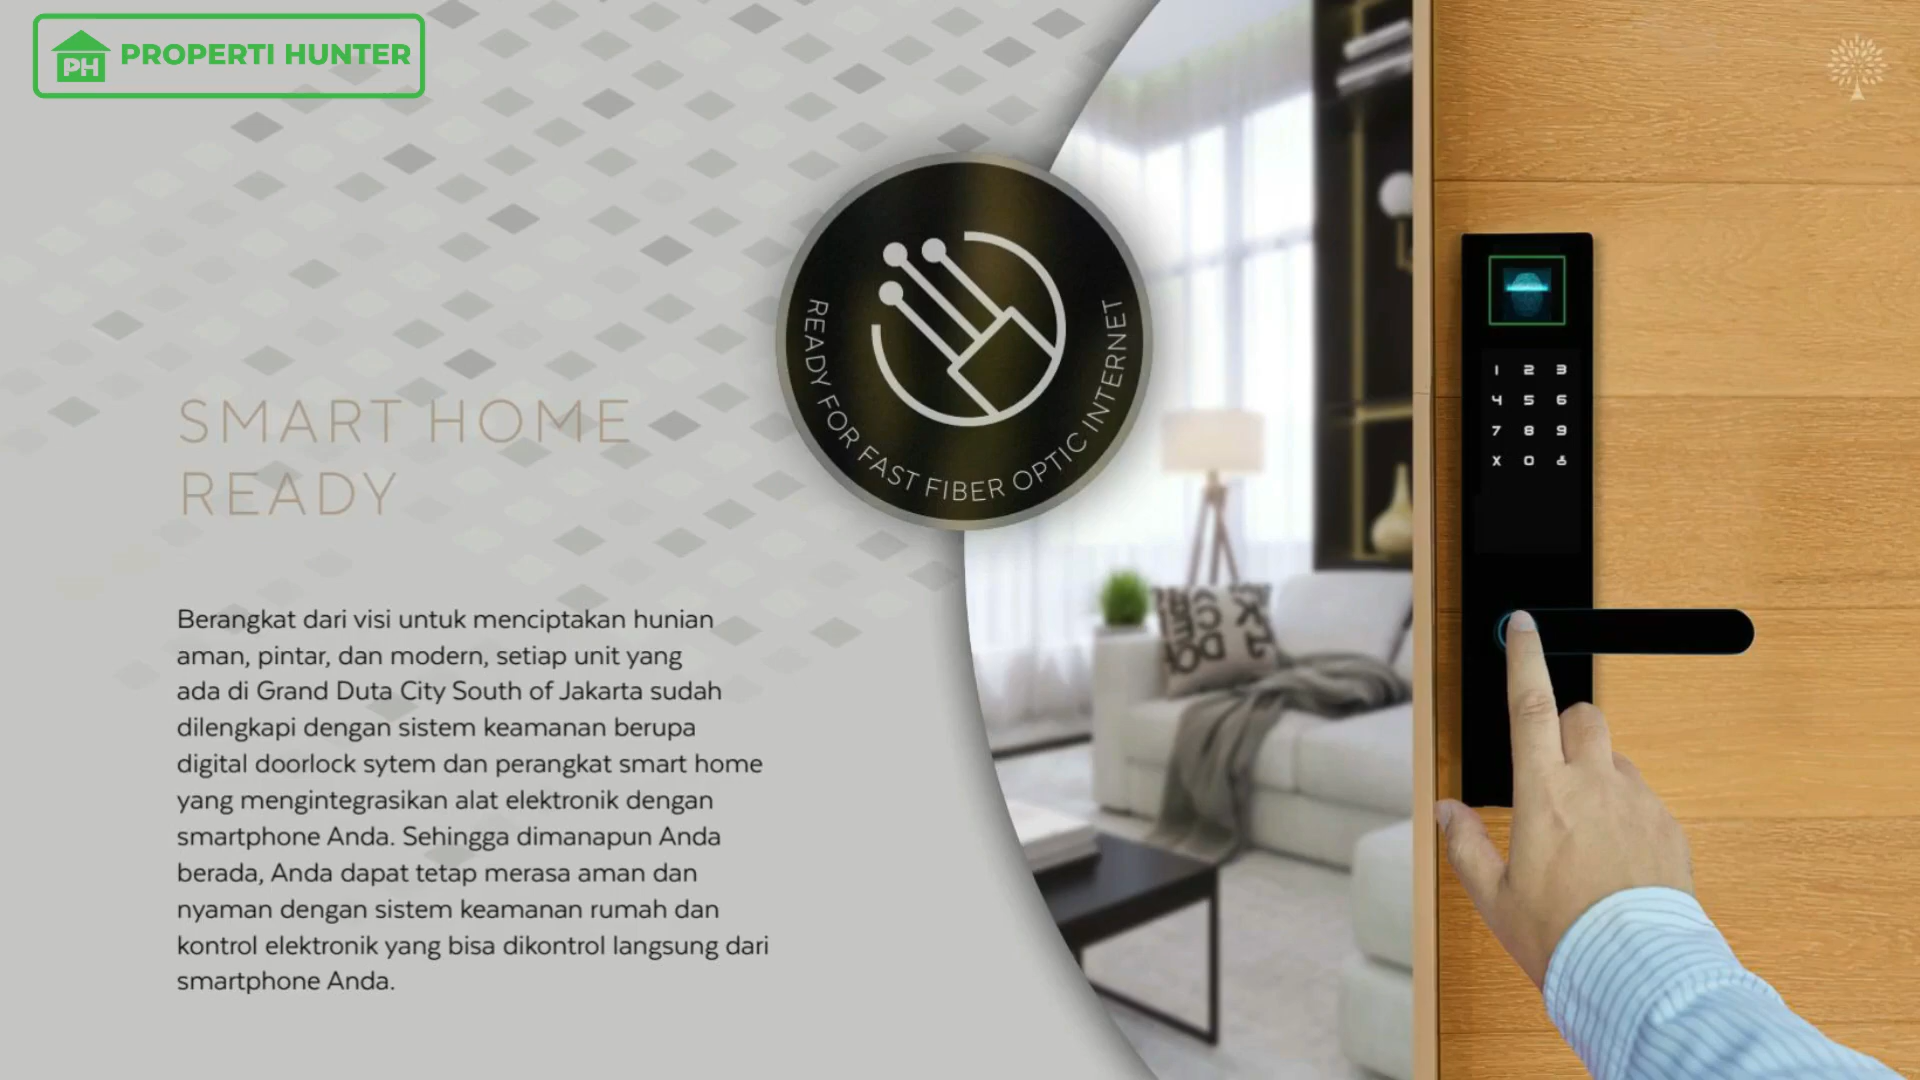 PH PROPERTI HUNTER
READY FOR FAST FIBER OPTIC INTERNET
SMART HOME
READY
Berangkat dari visi untuk menciptakan hunian
aman, pintar, dan modern, setiap unit yang
ada di Grand Duta City South of Jakarta sudah
dilengkapi dengan sistem keamanan berupa
digital doorlock sytem dan perangkat smart home
yang mengintegrasikan alat elektronik dengan
smartphone Anda. Sehingga dimanapun Anda
berada, Anda dapat tetap merasa aman dan
nyaman dengan sistem keamanan rumah dan
kontrol elektronik yang bisa dikontrol langsung dari
smartphone Anda.
1 2 3
4 5 6
7 8 9
X 0